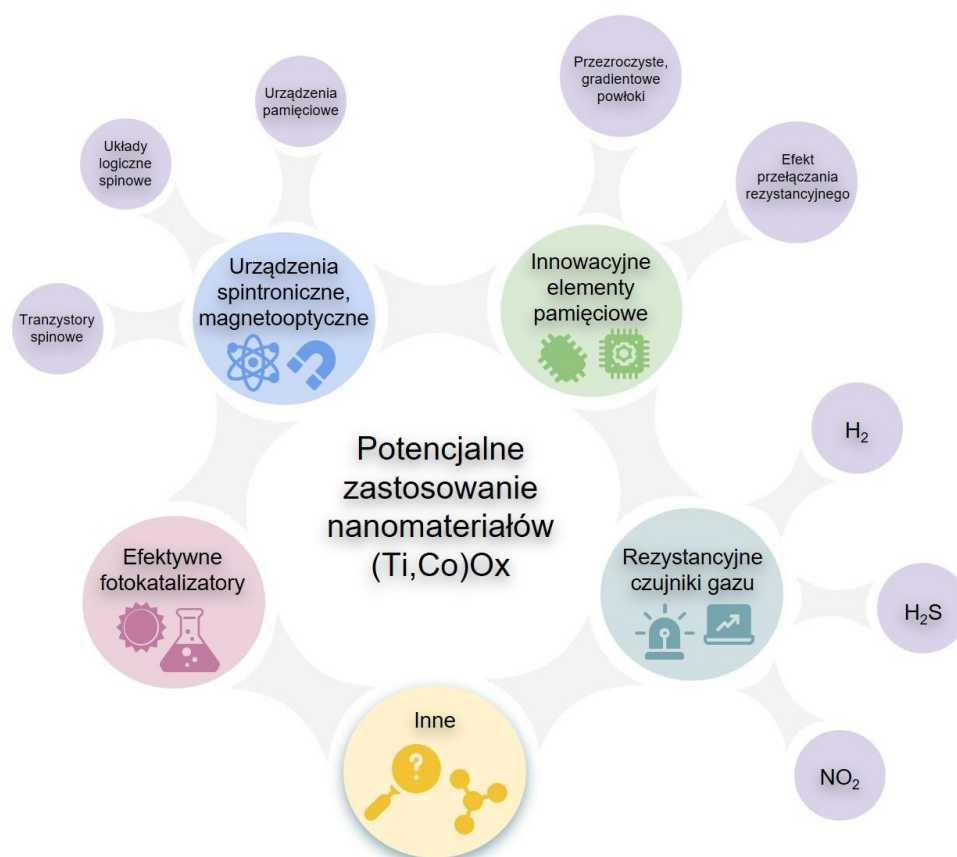 Urządzenia
pamięciowe
Przezroczyste,
gradientowe
powłoki
Układy
logiczne
spinowe
Efekt
przełączania
rezystancyjnego
Tranzystory
spinowe
Urządzenia
spintroniczne,
magnetooptyczne
Innowacyjne
elementy
pamięciowe
H₂
Potencjalne
zastosowanie
nanomateriałów
(Ti,Co)Ox
Efektywne
fotokatalizatory
Rezystancyjne
czujniki gazu
H₂S
Inne
?
NO₂